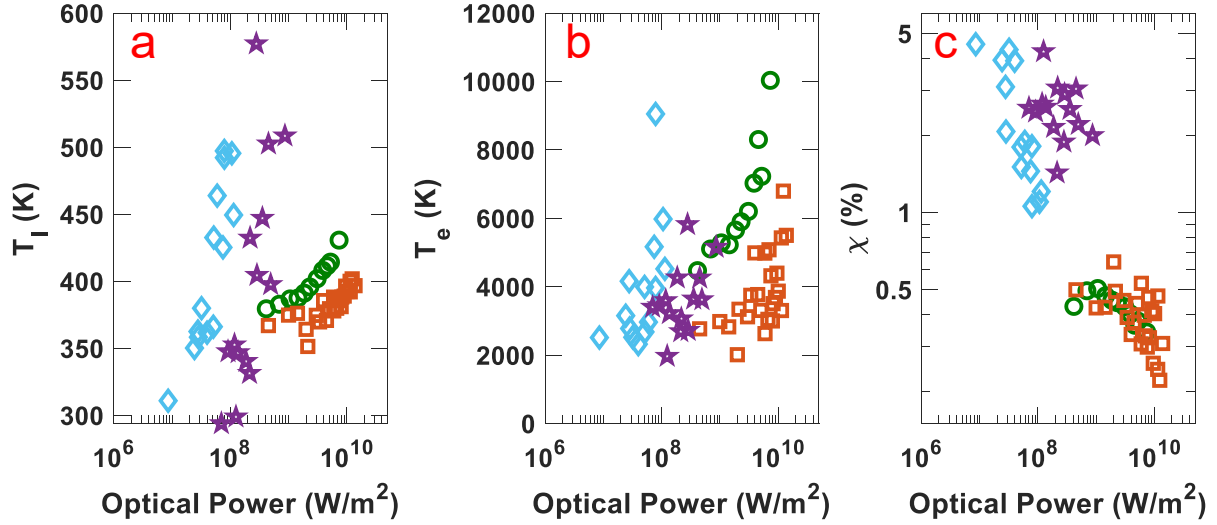 a
600
550
500
450
400
350
300
T_l (K)
10^6
10^8
10^10
Optical Power (W/m^2)
b
12000
10000
8000
6000
4000
2000
0
T_e (K)
10^6
10^8
10^10
Optical Power (W/m^2)
c
5
1
0.5
χ (%)
10^6
10^8
10^10
Optical Power (W/m^2)